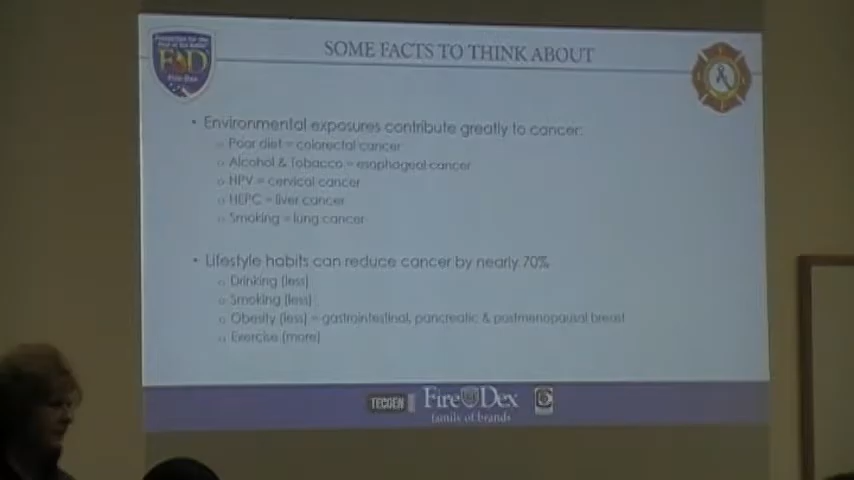 SOME FACTS TO THINK ABOUT
• Environmental exposures contribute greatly to cancer:
o Poor diet = colorectal cancer
o Alcohol & Tobacco = esophageal cancer
o HPV = cervical cancer
o HEPC = liver cancer
o Smoking = lung cancer
• Lifestyle habits can reduce cancer by nearly 70%
o Drinking (less)
o Smoking (less)
o Obesity (less) = gastrointestinal, pancreatic & postmenopausal breast
o Exercise (more)
TECGEN
Fire Dex
family of brands